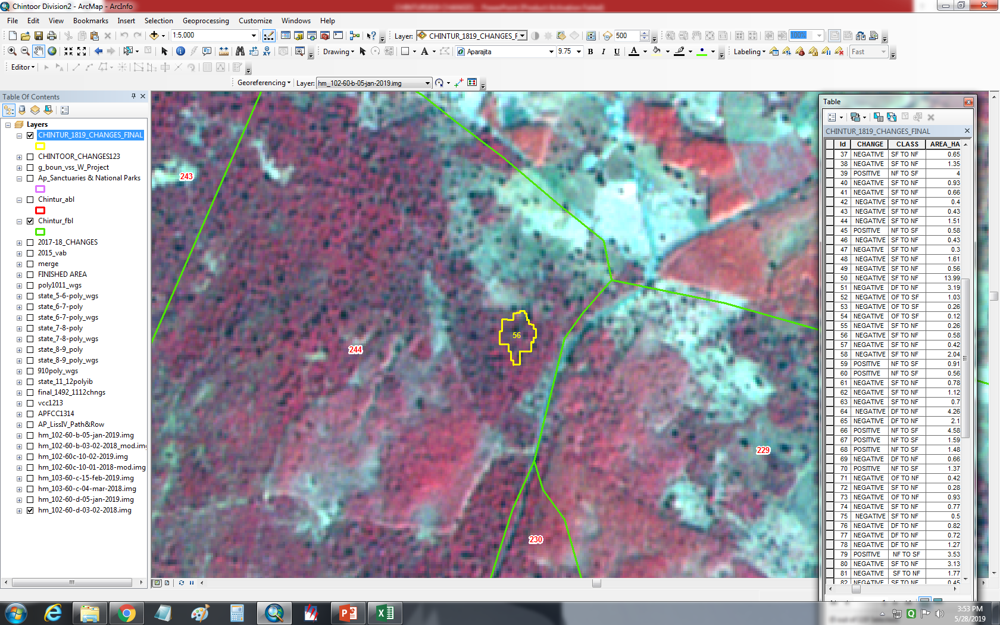 Chintoor Division2 - ArcMap - ArcInfo
File Edit View Bookmarks Insert Selection Geoprocessing Customize Windows Help
1:5,000 Layer: CHINTUR_1819_CHANGES_F 500 100%
Drawing Aparajita 9.75 B I U A Labeling Fast
Editor
Georeferencing Layer: hm_102-60-b-05-jan-2019.img
Table Of Contents
Layers
CHINTUR_1819_CHANGES_FINAL
CHINTOOR_CHANGES123
g_boun_vss_W_Project
Ap_Sanctuaries & National Parks
Chintur_abl
Chintur_fbl
2017-18_CHANGES
2015_vab
merge
FINISHED AREA
poly1011_wgs
state_5-6-poly_wgs
state_6-7-poly
state_6-7-poly_wgs
state_7-8-poly
state_7-8-poly_wgs
state_8-9_poly
state_8-9_poly_wgs
910poly_wgs
state_11_12polyib
final_1492_1112chngs
vcc1213
APFCC1314
AP_LissIV_Path&Row
hm_102-60-b-05-jan-2019.img
hm_102-60-b-03-02-2018_mod.im
hm_102-60c-10-02-2019.img
hm_102-60c-10-01-2018-mod.img
hm_103-60-c-15-feb-2019.img
hm_103-60-c-04-mar-2018.img
hm_102-60-d-05-jan-2019.img
hm_102-60-d-03-02-2018.img
243
244
56
229
230
Table
CHINTUR_1819_CHANGES_FINAL
Id CHANGE CLASS AREA_HA
37 NEGATIVE SF TO NF 0.65
38 NEGATIVE SF TO NF 1.35
39 POSITIVE NF TO SF 4
40 NEGATIVE SF TO NF 0.93
41 NEGATIVE SF TO NF 0.66
42 NEGATIVE SF TO NF 0.4
43 NEGATIVE SF TO NF 0.43
44 NEGATIVE SF TO NF 1.51
45 POSITIVE NF TO SF 0.58
46 NEGATIVE SF TO NF 0.43
47 NEGATIVE SF TO NF 0.3
48 NEGATIVE SF TO NF 1.61
49 NEGATIVE SF TO NF 0.56
50 NEGATIVE SF TO NF 13.99
51 NEGATIVE DF TO NF 3.19
52 NEGATIVE OF TO SF 1.03
53 NEGATIVE OF TO SF 0.26
54 NEGATIVE OF TO SF 0.12
55 NEGATIVE SF TO NF 0.26
56 NEGATIVE SF TO NF 0.58
57 NEGATIVE SF TO NF 0.42
58 NEGATIVE SF TO NF 2.04
59 POSITIVE NF TO SF 0.91
60 POSITIVE NF TO SF 0.56
61 NEGATIVE SF TO NF 0.78
62 NEGATIVE SF TO NF 1.12
63 NEGATIVE SF TO NF 0.7
64 NEGATIVE DF TO NF 4.26
65 NEGATIVE DF TO NF 2.1
66 POSITIVE NF TO SF 4.58
67 POSITIVE NF TO SF 1.59
68 POSITIVE NF TO SF 1.48
69 NEGATIVE DF TO NF 0.66
70 POSITIVE NF TO SF 1.37
71 NEGATIVE OF TO NF 0.42
72 NEGATIVE SF TO NF 0.28
73 NEGATIVE OF TO NF 0.93
74 NEGATIVE SF TO NF 0.77
75 NEGATIVE SF TO NF 0.5
76 NEGATIVE DF TO NF 0.82
77 NEGATIVE DF TO NF 0.72
78 NEGATIVE DF TO NF 1.27
79 POSITIVE NF TO SF 3.53
80 NEGATIVE SF TO NF 3.13
81 NEGATIVE SF TO NF 1.77
82 NEGATIVE SF TO NF 0.45
3:53 PM
5/28/2019